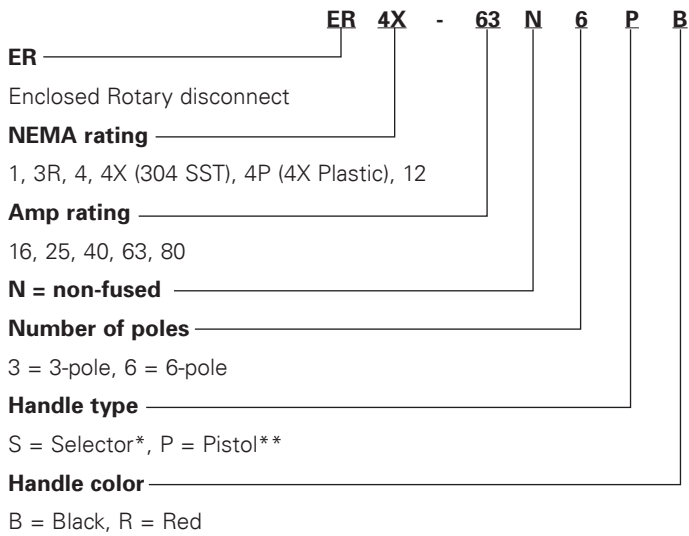 ER 4X - 63 N 6 P B
ER
Enclosed Rotary disconnect
NEMA rating
1, 3R, 4, 4X (304 SST), 4P (4X Plastic), 12
Amp rating
16, 25, 40, 63, 80
N = non-fused
Number of poles
3 = 3-pole, 6 = 6-pole
Handle type
S = Selector*, P = Pistol**
Handle color
B = Black, R = Red